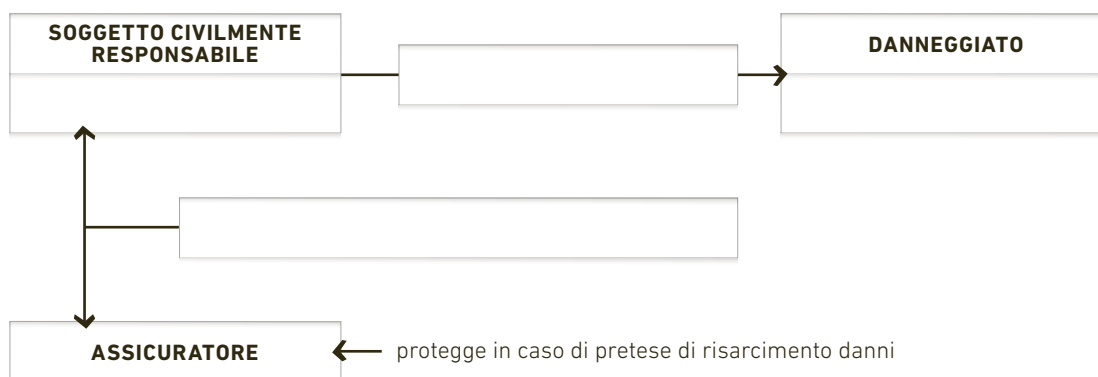 SOGGETTO CIVILMENTE
RESPONSABILE
DANNEGGIATO
ASSICURATORE
protegge in caso di pretese di risarcimento danni